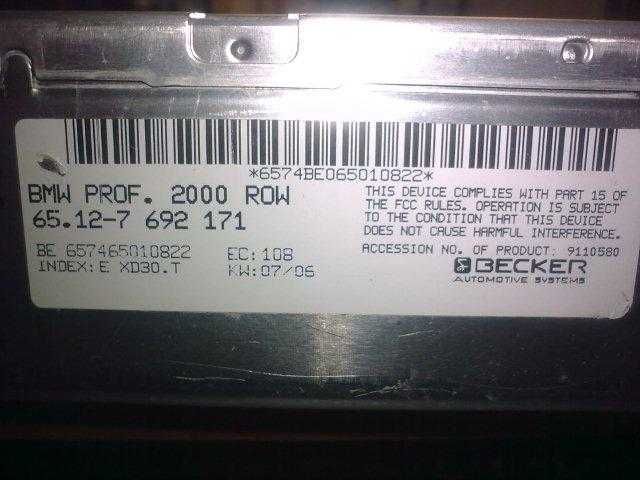 *6574BE065010822*
BMW PROF. 2000 ROW
65.12-7 692 171
BE 657465010822 EC: 108
INDEX: E XD30.T KW: 07/06
THIS DEVICE COMPLIES WITH PART 15 OF
THE FCC RULES. OPERATION IS SUBJECT
TO THE CONDITION THAT THIS DEVICE
DOES NOT CAUSE HARMFUL INTERFERENCE.
ACCESSION NO. OF PRODUCT: 9110580
BECKER
AUTOMOTIVE SYSTEMS